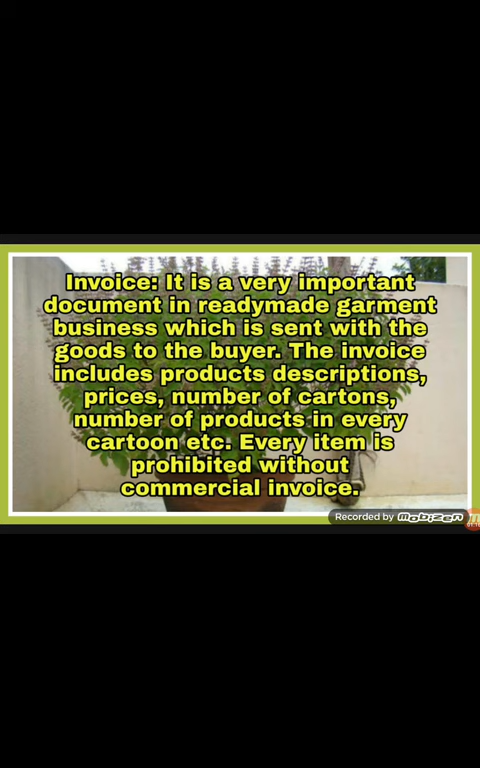 Invoice: It is a very important
document in readymade garment
business which is sent with the
goods to the buyer. The invoice
includes products descriptions,
prices, number of cartons,
number of products in every
cartoon etc. Every item is
prohibited without
commercial invoice.
Recorded by mobizen